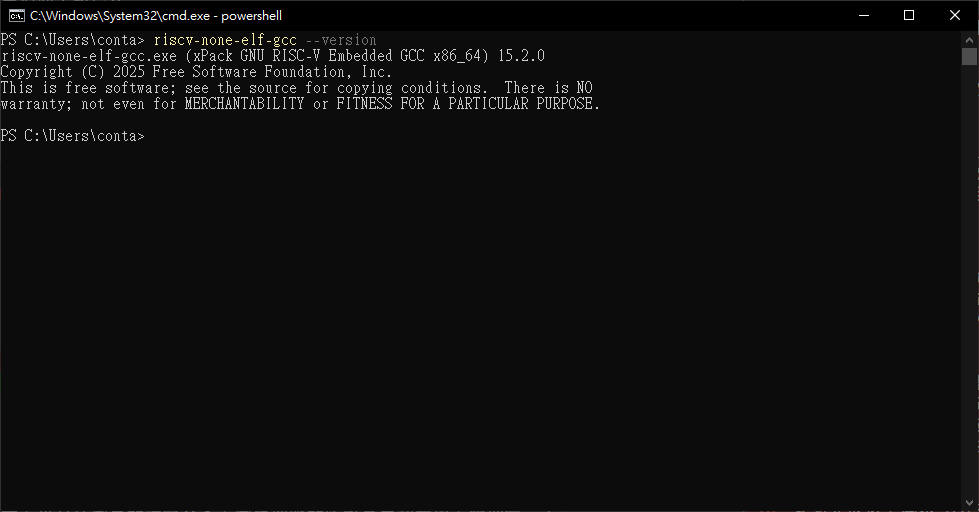 C:\Windows\System32\cmd.exe - powershell
PS C:\Users\conta> riscv-none-elf-gcc --version
riscv-none-elf-gcc.exe (xPack GNU RISC-V Embedded GCC x86_64) 15.2.0
Copyright (C) 2025 Free Software Foundation, Inc.
This is free software; see the source for copying conditions.  There is NO
warranty; not even for MERCHANTABILITY or FITNESS FOR A PARTICULAR PURPOSE.
PS C:\Users\conta>